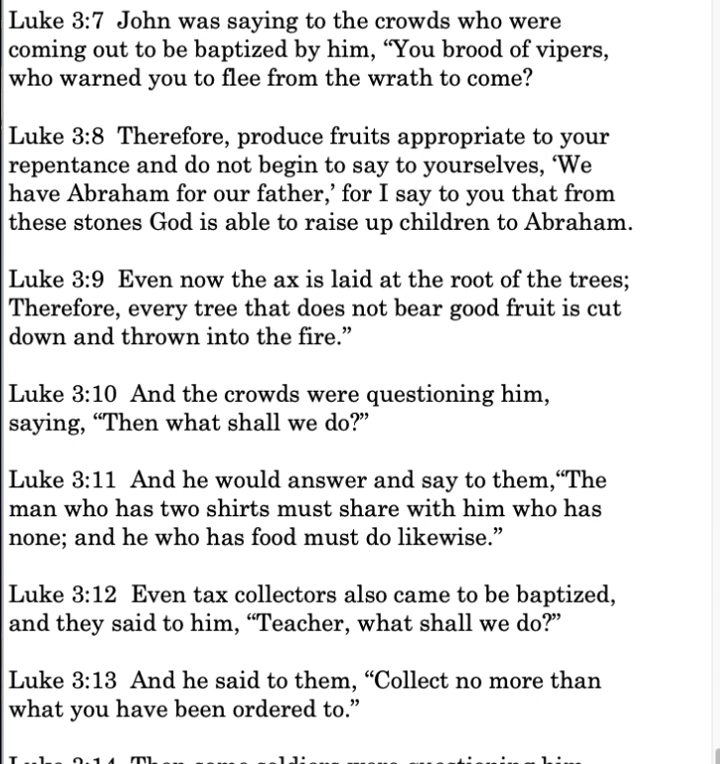 Luke 3:7  John was saying to the crowds who were
coming out to be baptized by him, “You brood of vipers,
who warned you to flee from the wrath to come?
Luke 3:8  Therefore, produce fruits appropriate to your
repentance and do not begin to say to yourselves, ‘We
have Abraham for our father,’ for I say to you that from
these stones God is able to raise up children to Abraham.
Luke 3:9  Even now the ax is laid at the root of the trees;
Therefore, every tree that does not bear good fruit is cut
down and thrown into the fire.”
Luke 3:10  And the crowds were questioning him,
saying, “Then what shall we do?”
Luke 3:11  And he would answer and say to them,“The
man who has two shirts must share with him who has
none; and he who has food must do likewise.”
Luke 3:12  Even tax collectors also came to be baptized,
and they said to him, “Teacher, what shall we do?”
Luke 3:13  And he said to them, “Collect no more than
what you have been ordered to.”
Luke 3:14  Then some soldiers were questioning him